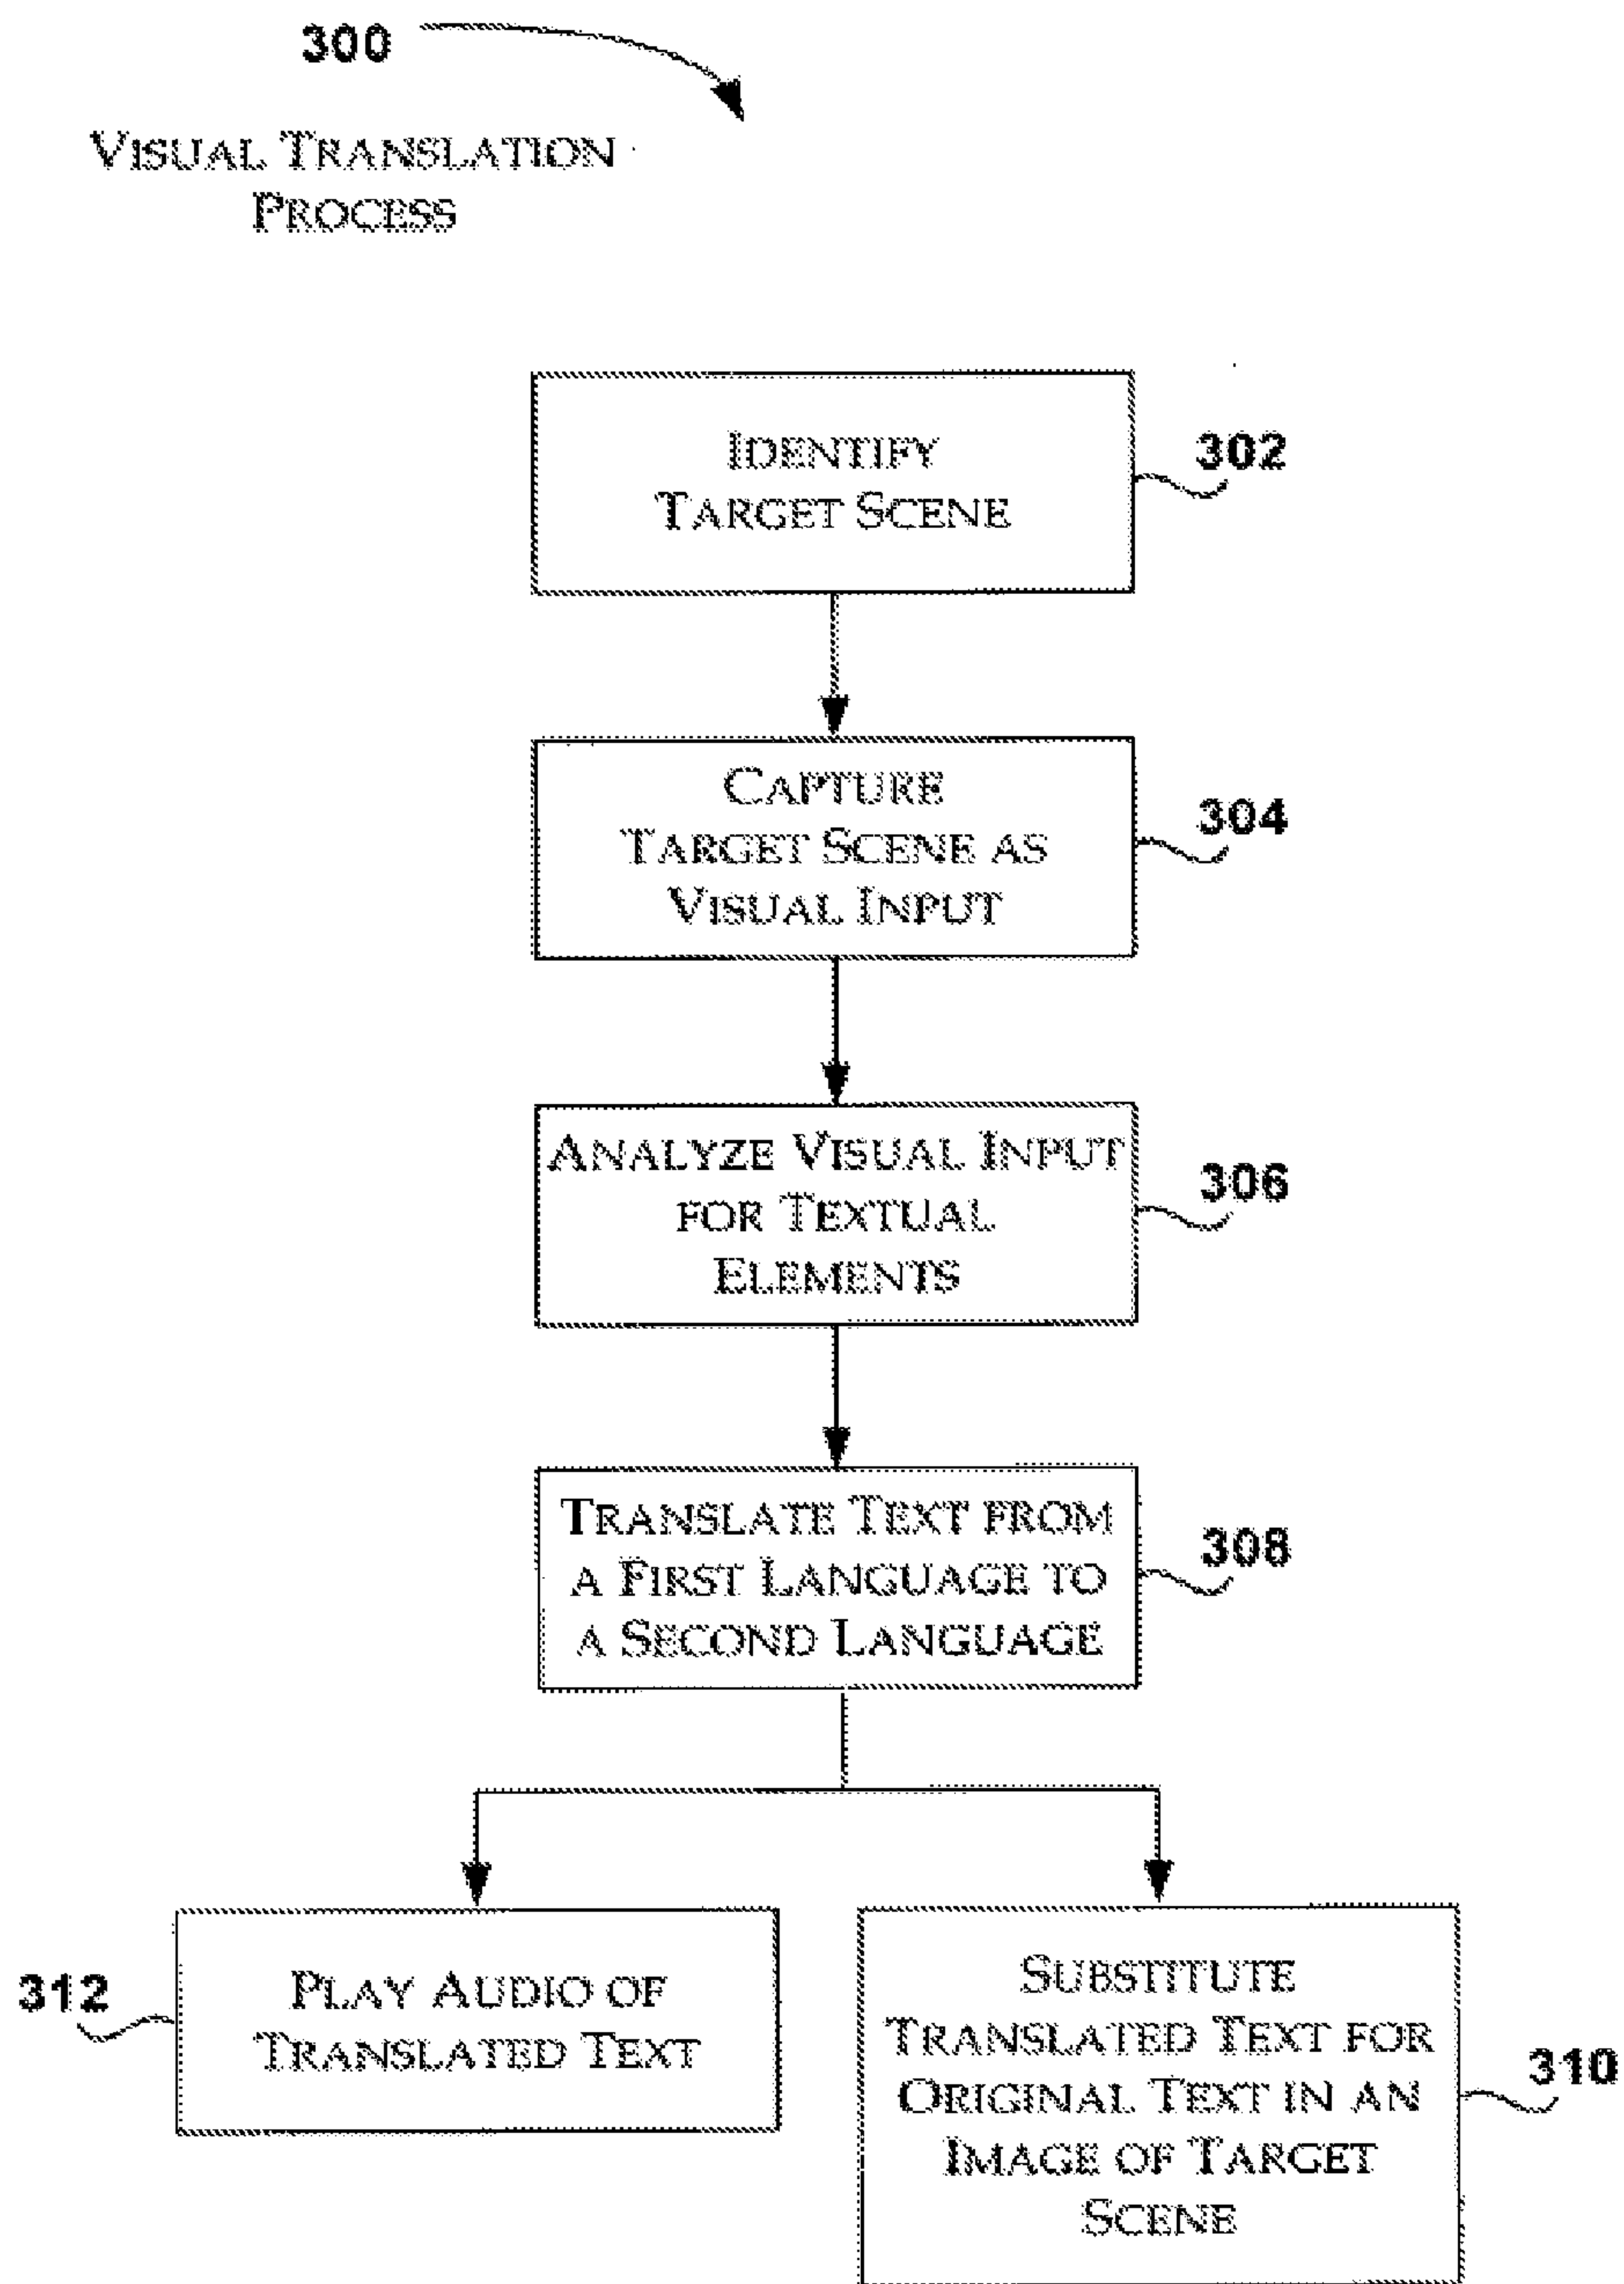 300
VISUAL TRANSLATION
PROCESS
IDENTIFY
TARGET SCENE
302
CAPTURE
TARGET SCENE AS
VISUAL INPUT
304
ANALYZE VISUAL INPUT
FOR TEXTUAL
ELEMENTS
306
TRANSLATE TEXT FROM
A FIRST LANGUAGE TO
A SECOND LANGUAGE
308
312
PLAY AUDIO OF
TRANSLATED TEXT
SUBSTITUTE
TRANSLATED TEXT FOR
ORIGINAL TEXT IN AN
IMAGE OF TARGET
SCENE
310